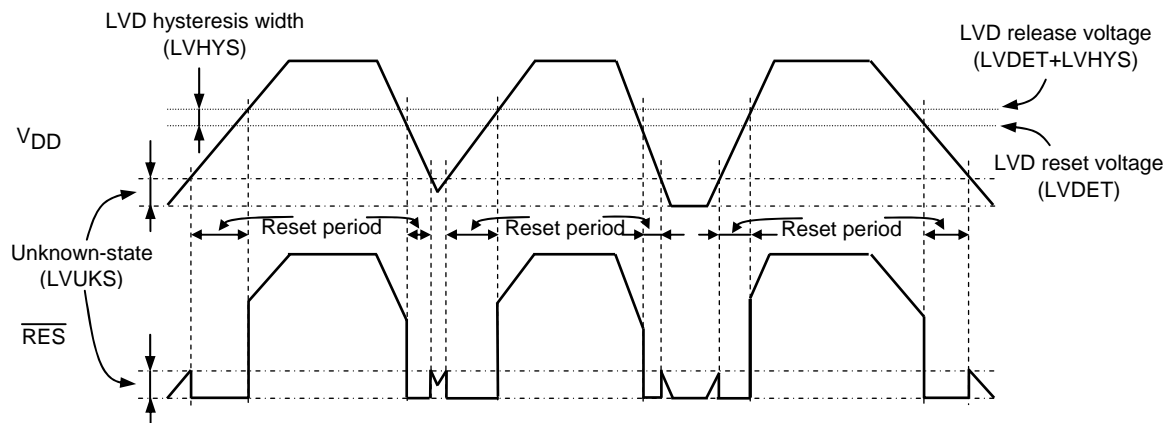 LVD hysteresis width
(LVHYS)
LVD release voltage
(LVDET+LVHYS)
VDD
LVD reset voltage
(LVDET)
Reset period
Reset period
Reset period
Unknown-state
(LVUKS)
RES